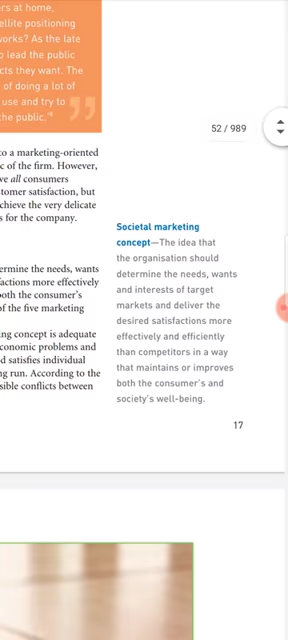 ers at home,
ellite positioning
works? As the late
o lead the public
cts they want. The
of doing a lot of
use and try to
he public.”
52 / 989
to a marketing-oriented
c of the firm. However,
ve all consumers
stomer satisfaction, but
chieve the very delicate
s for the company.
Societal marketing
concept—The idea that
the organisation should
determine the needs, wants
and interests of target
markets and deliver the
desired satisfactions more
effectively and efficiently
than competitors in a way
that maintains or improves
both the consumer’s and
society’s well-being.
ermine the needs, wants
factions more effectively
both the consumer’s
of the five marketing
ing concept is adequate
conomic problems and
d satisfies individual
ng run. According to the
sible conflicts between
17